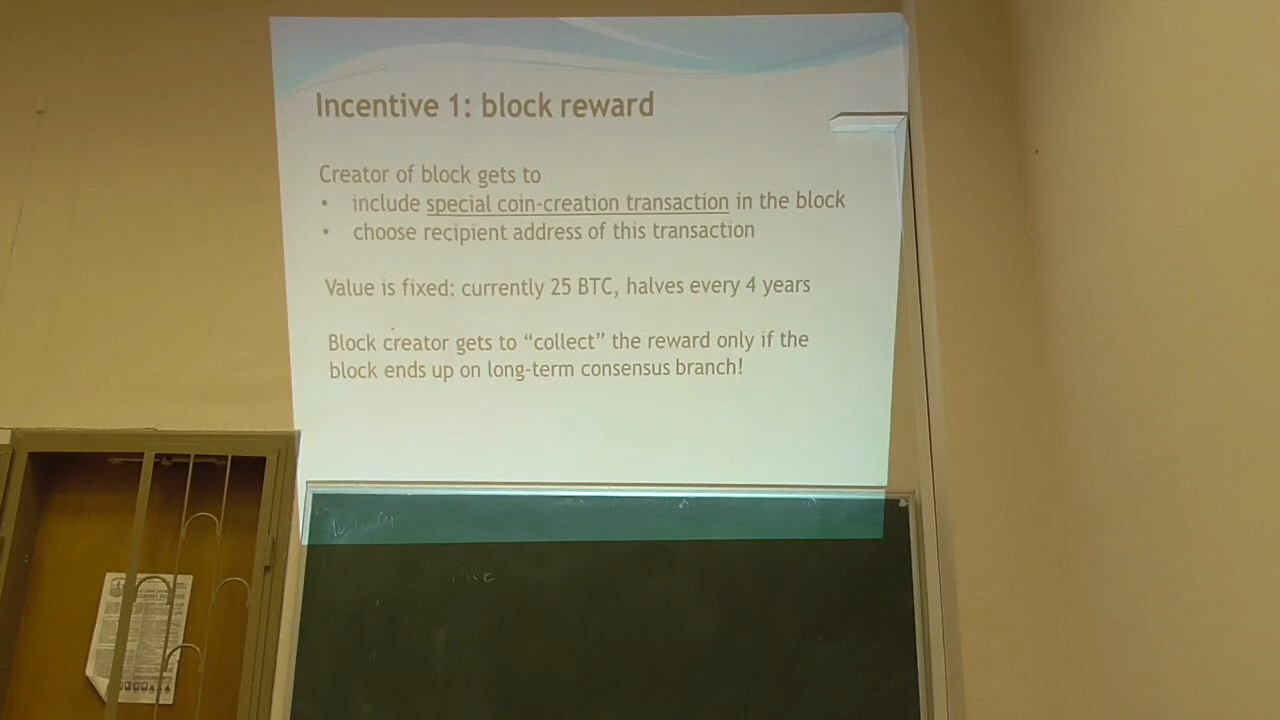 Incentive 1: block reward
Creator of block gets to
• include special coin-creation transaction in the block
• choose recipient address of this transaction
Value is fixed: currently 25 BTC, halves every 4 years
Block creator gets to “collect” the reward only if the
block ends up on long-term consensus branch!